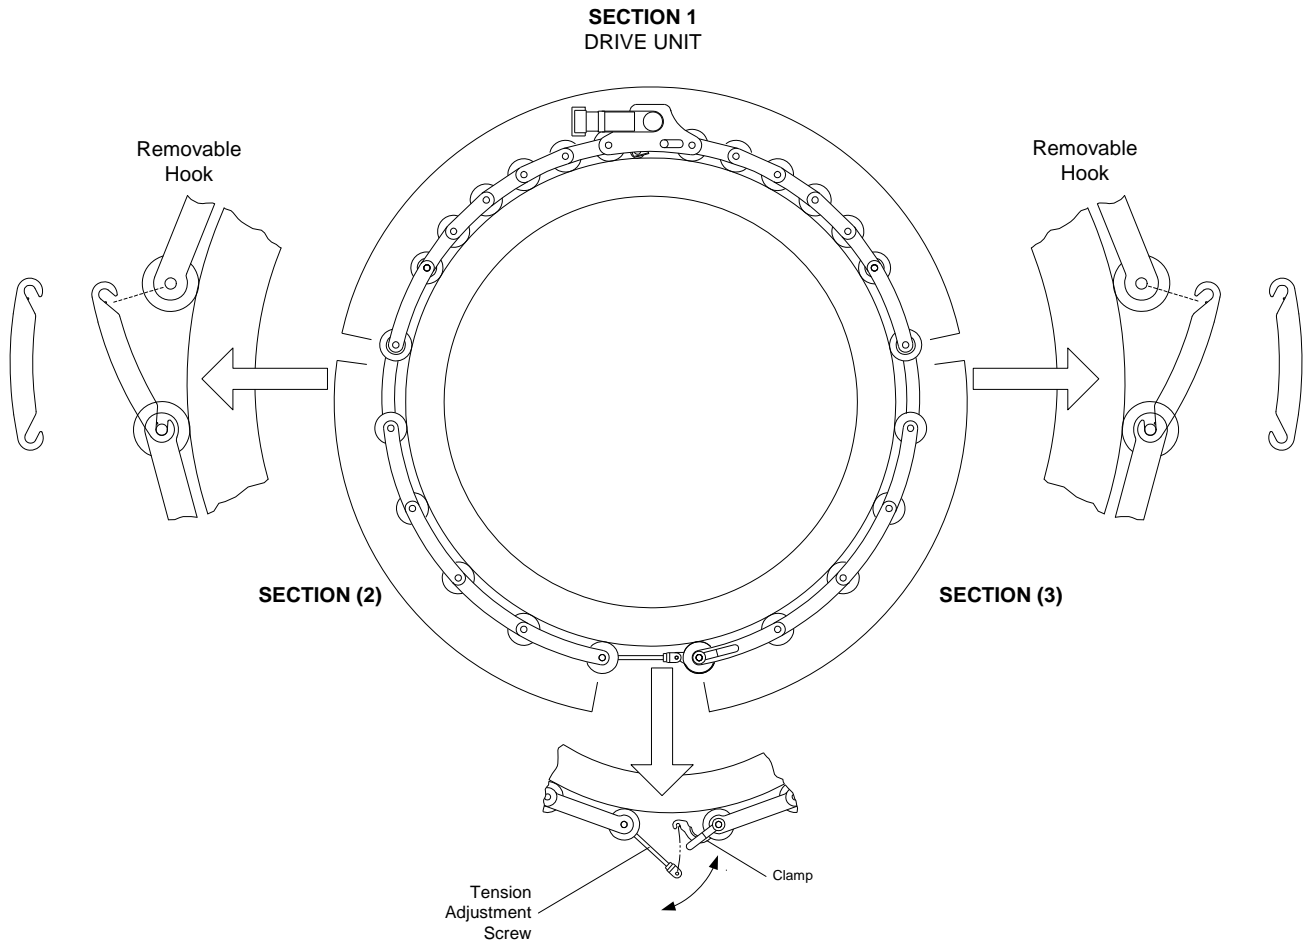 SECTION 1
DRIVE UNIT
Removable
Hook
Removable
Hook
SECTION (2)
SECTION (3)
Clamp
Tension
Adjustment
Screw